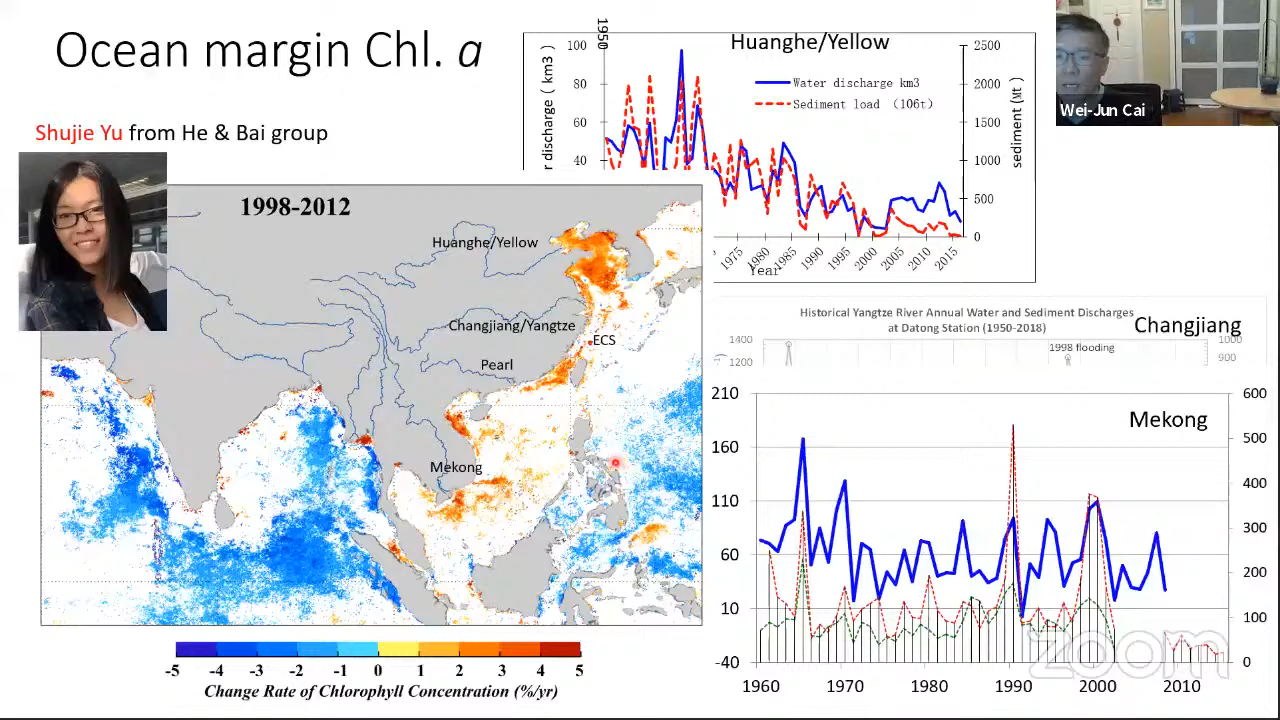 Ocean margin Chl. a
Shujie Yu from He & Bai group
1998-2012
Huanghe/Yellow
Changjiang/Yangtze
ECS
Pearl
Mekong
-5 -4 -3 -2 -1 0 1 2 3 4 5
Change Rate of Chlorophyll Concentration (%/yr)
1950
Huanghe/Yellow
Water discharge km3
Sediment load （106t）
100
80
60
40
r discharge ( km3 )
2500
2000
1500
1000
500
0
sediment (Mt )
1975 1980 1985 1990 1995 2000 2005 2010 2015
Year
Wei-Jun Cai
Historical Yangtze River Annual Water and Sediment Discharges
at Datong Station (1950-2018)
Changjiang
1400
1200
1998 flooding
1000
900
Mekong
210
160
110
60
10
-40
600
500
400
300
200
100
0
1960 1970 1980 1990 2000 2010
zoom